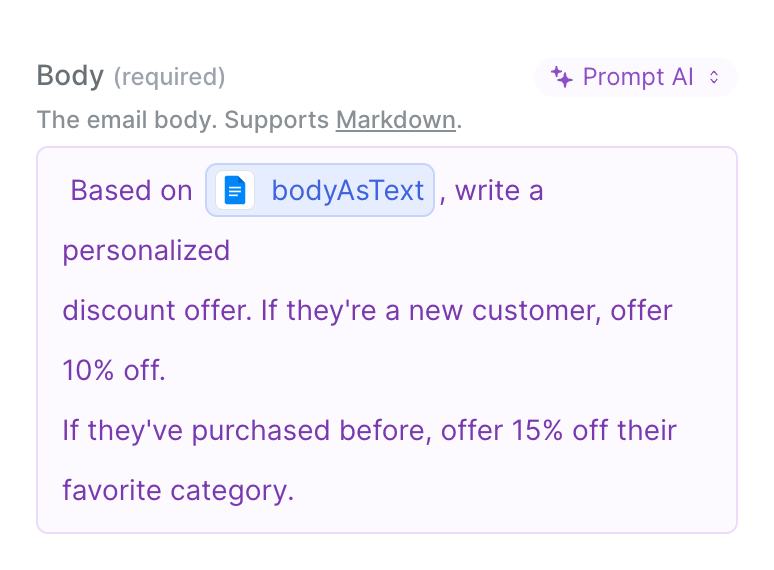 Body (required)
Prompt AI
The email body. Supports Markdown.
Based on bodyAsText, write a
personalized
discount offer. If they're a new customer, offer
10% off.
If they've purchased before, offer 15% off their
favorite category.